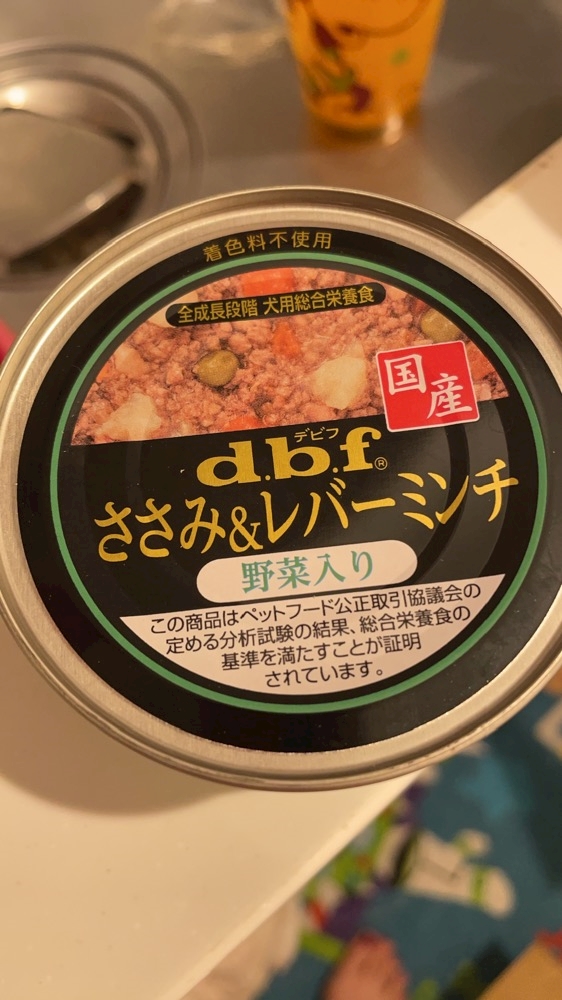 着色料不使用
全成長段階 犬用総合栄養食
国産
デビフ
d.b.f®
ささみ&レバーミンチ
野菜入り
この商品はペットフード公正取引協議会の
定める分析試験の結果、総合栄養食の
基準を満たすことが証明
されています。